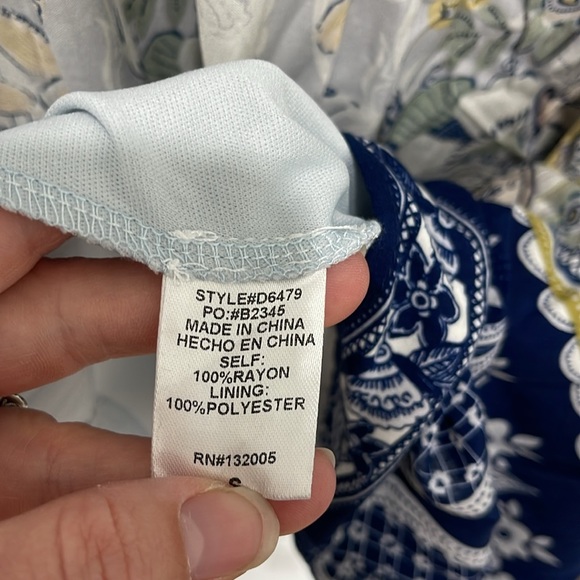 STYLE#D6479
PO:#B2345
MADE IN CHINA
HECHO EN CHINA
SELF:
100%RAYON
LINING:
100%POLYESTER
RN#132005